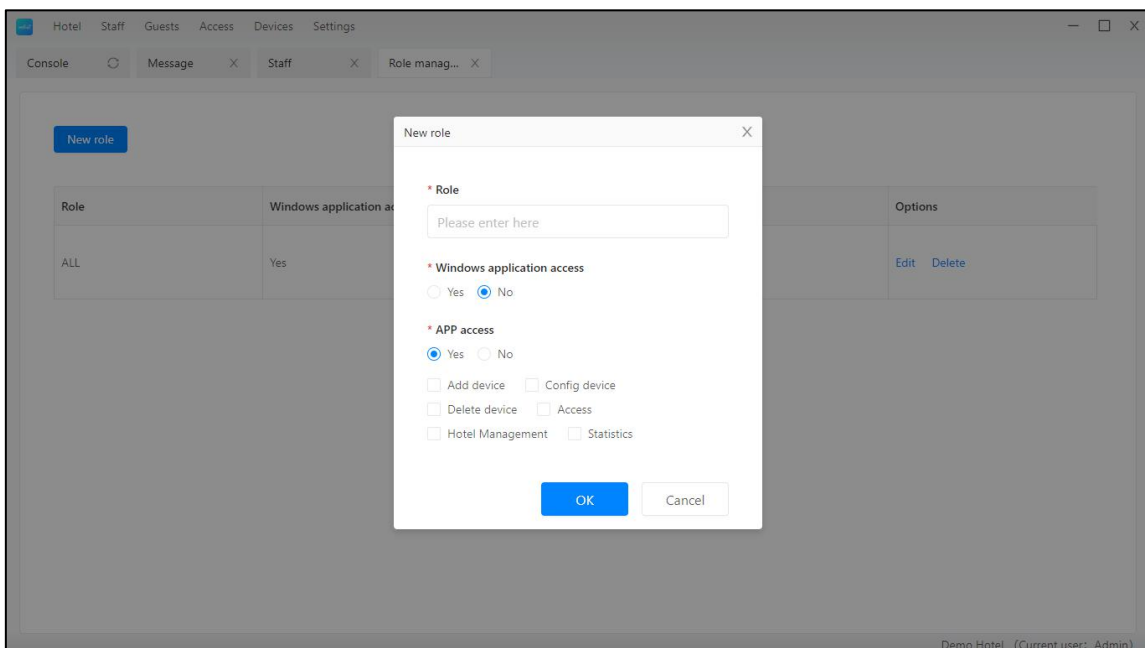 Hotel Staff Guests Access Devices Settings
Console Message Staff Role manag...
New role
Role Windows application ac Options
ALL Yes Edit Delete
New role
* Role
Please enter here
* Windows application access
Yes No
* APP access
Yes No
Add device Config device
Delete device Access
Hotel Management Statistics
OK Cancel
Demo Hotel （Current user：Admin）